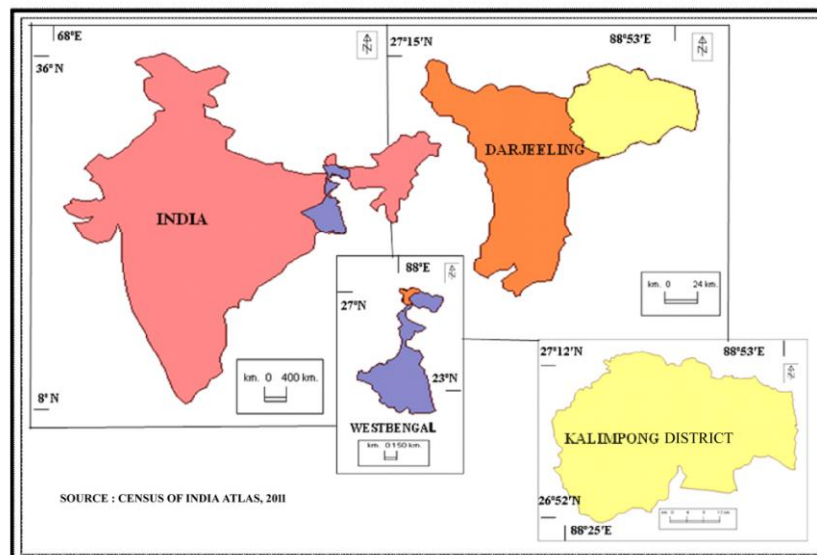 68°E
36°N
INDIA
km. 0 400 km.
8° N
27°15'N
88°53'E
DARJEELING
km. 0 24 km.
88°E
27°N
23°N
WESTBENGAL
km. 0 150 km.
88°53'E
27°12'N
KALIMPONG DISTRICT
26°52'N
88°25'E
SOURCE : CENSUS OF INDIA ATLAS, 2011